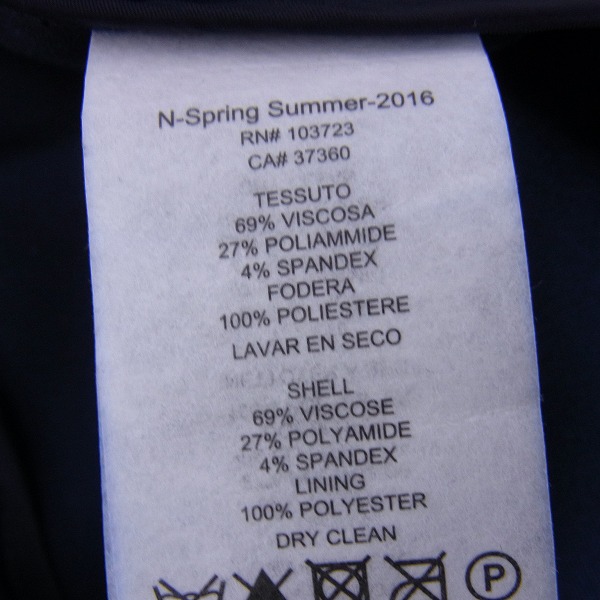 N-Spring Summer-2016
RN# 103723
CA# 37360
TESSUTO
69% VISCOSA
27% POLIAMMIDE
4% SPANDEX
FODERA
100% POLIESTERE
LAVAR EN SECO
SHELL
69% VISCOSE
27% POLYAMIDE
4% SPANDEX
LINING
100% POLYESTER
DRY CLEAN
P